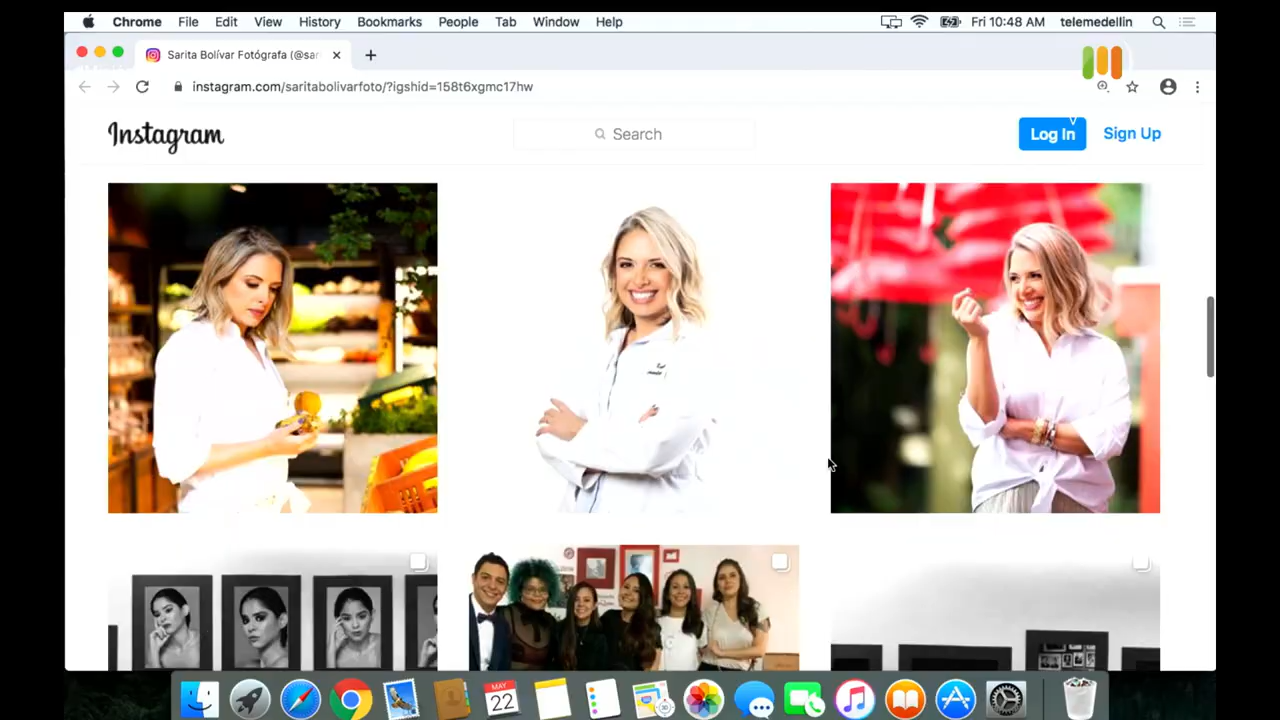 Chrome File Edit View History Bookmarks People Tab Window Help Fri 10:48 AM telemedellin
Sarita Bolívar Fotógrafa (@sar
instagram.com/saritabolivarfoto/?igshid=158t6xgmc17hw
Instagram Search Log In Sign Up
MAY
22